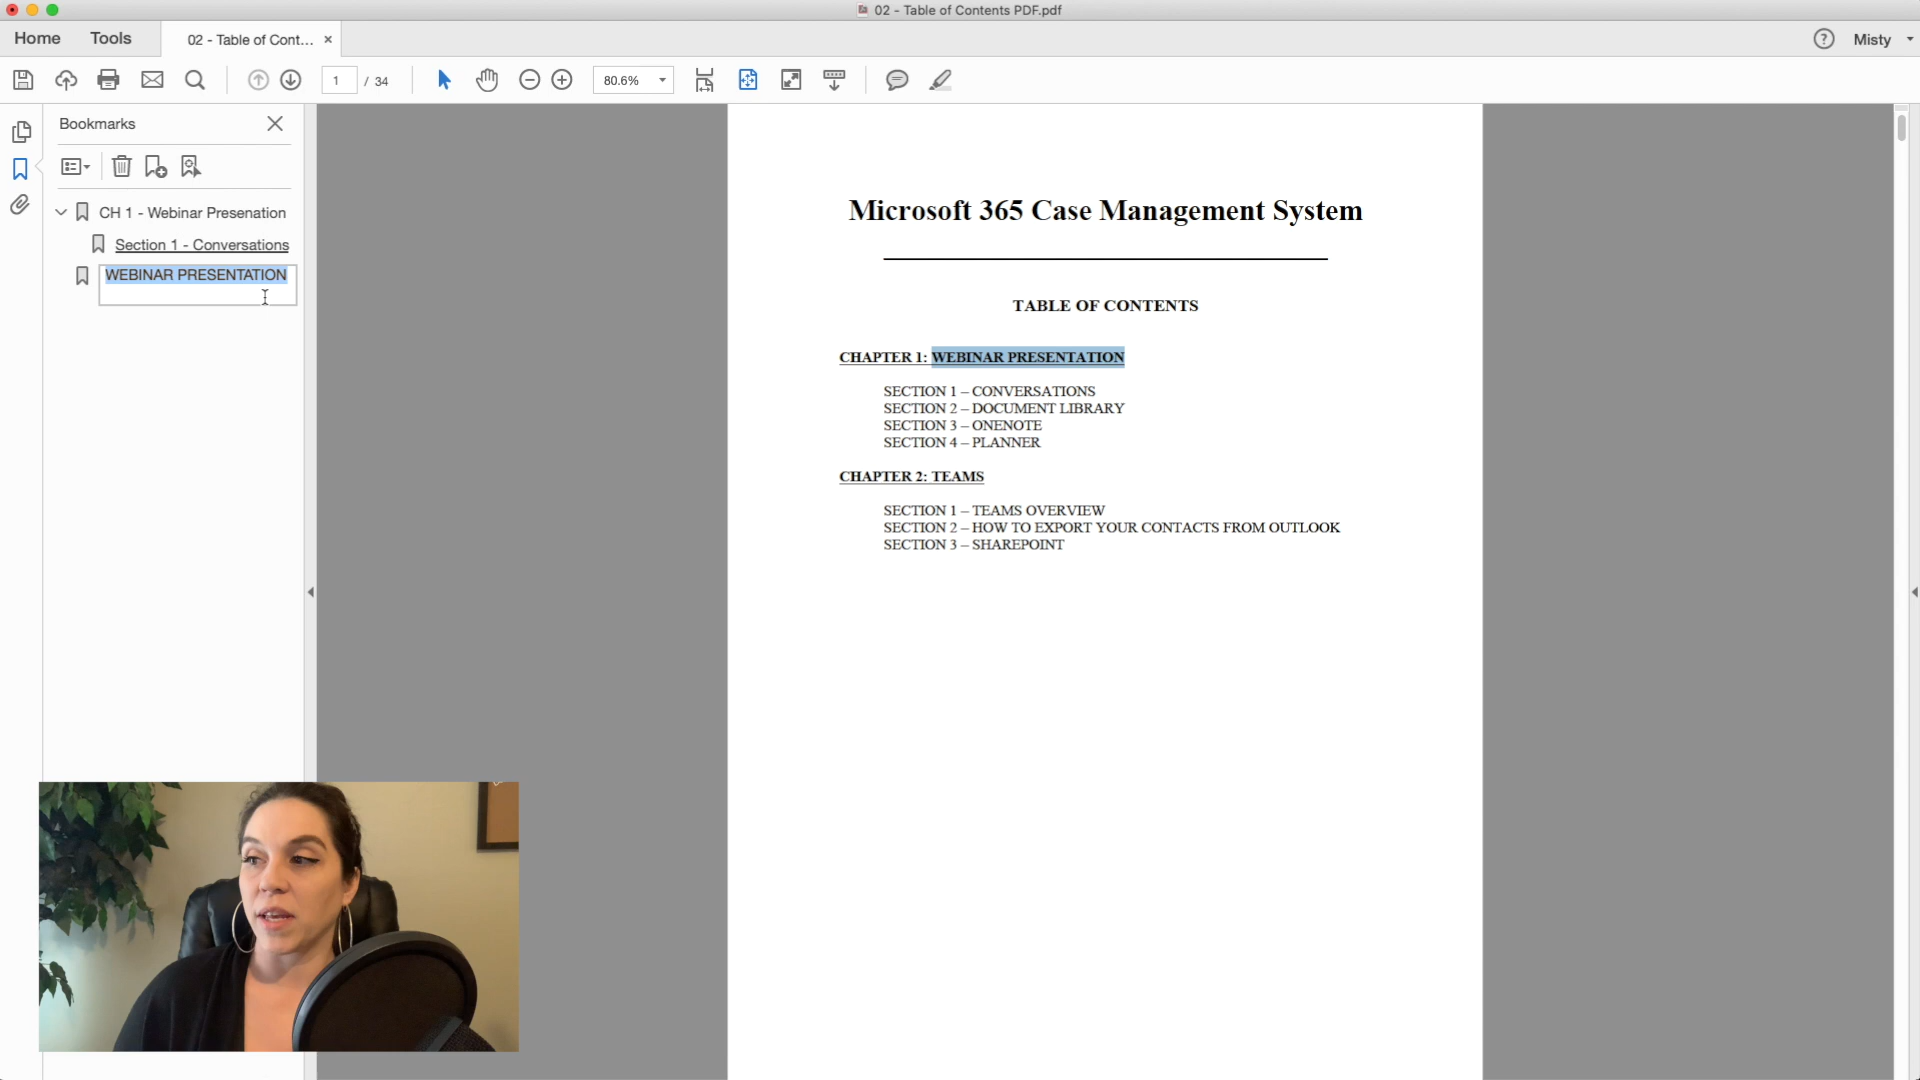 02 - Table of Contents PDF.pdf
Home
Tools
02 - Table of Cont...
Misty
1 / 34
80.6%
Bookmarks
CH 1 - Webinar Presenation
Section 1 - Conversations
WEBINAR PRESENTATION
Microsoft 365 Case Management System
TABLE OF CONTENTS
CHAPTER 1: WEBINAR PRESENTATION
SECTION 1 – CONVERSATIONS
SECTION 2 – DOCUMENT LIBRARY
SECTION 3 – ONENOTE
SECTION 4 – PLANNER
CHAPTER 2: TEAMS
SECTION 1 – TEAMS OVERVIEW
SECTION 2 – HOW TO EXPORT YOUR CONTACTS FROM OUTLOOK
SECTION 3 – SHAREPOINT